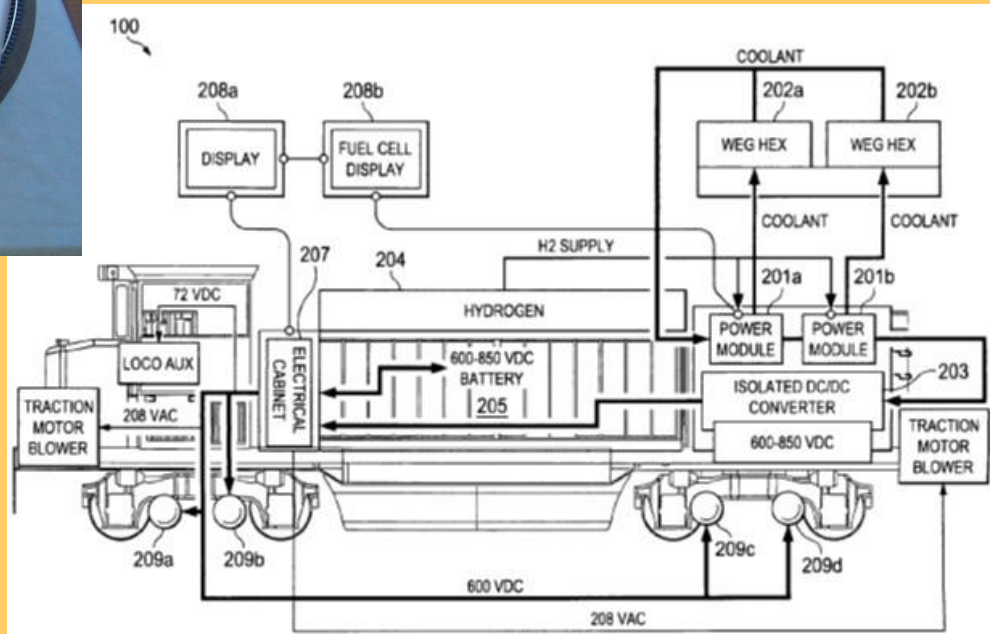 100
COOLANT
208a
208b
202a
202b
DISPLAY
FUEL CELL
DISPLAY
WEG HEX
WEG HEX
COOLANT
COOLANT
207
204
H2 SUPPLY
201a
201b
72 VDC
HYDROGEN
LOCO AUX
ELECTRICAL
CABINET
600-850 VDC
BATTERY
205
POWER
MODULE
POWER
MODULE
203
ISOLATED DC/DC
CONVERTER
600-850 VDC
TRACTION
MOTOR
BLOWER
208 VAC
TRACTION
MOTOR
BLOWER
209a
209b
209c
209d
600 VDC
208 VAC